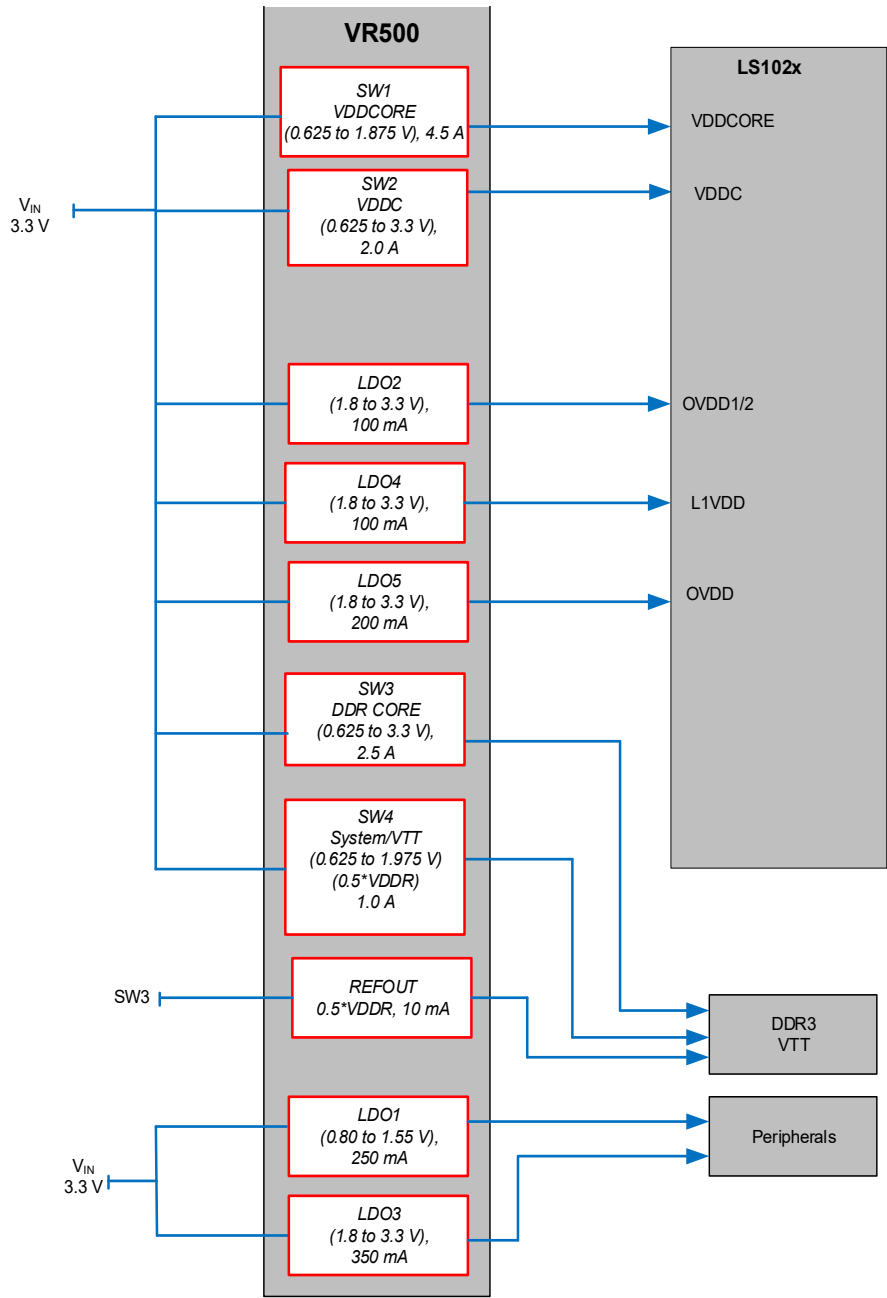 VR500
LS102x
SW1
VDDCORE
(0.625 to 1.875 V), 4.5 A
VDDCORE
SW2
VDDC
(0.625 to 3.3 V),
2.0 A
VDDC
VIN
3.3 V
LDO2
(1.8 to 3.3 V),
100 mA
OVDD1/2
LDO4
(1.8 to 3.3 V),
100 mA
L1VDD
LDO5
(1.8 to 3.3 V),
200 mA
OVDD
SW3
DDR CORE
(0.625 to 3.3 V),
2.5 A
SW4
System/VTT
(0.625 to 1.975 V)
(0.5*VDDR)
1.0 A
SW3
REFOUT
0.5*VDDR, 10 mA
DDR3
VTT
LDO1
(0.80 to 1.55 V),
250 mA
Peripherals
VIN
3.3 V
LDO3
(1.8 to 3.3 V),
350 mA